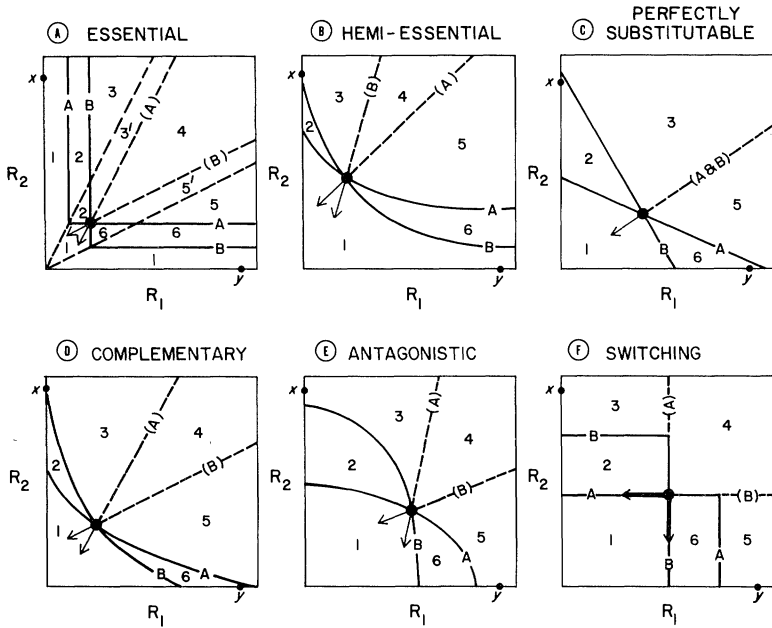 A ESSENTIAL
x
A
B
3
3'
(A)
4
1
2
(B)
5'
5
2
6
6
A
1
B
1
y
R2
R1
B HEMI-ESSENTIAL
3
(B)
4
(A)
2
5
A
6
B
1
R2
R1
C PERFECTLY
SUBSTITUTABLE
x
3
2
(A & B)
5
1
B
A
6
y
R2
R1
D COMPLEMENTARY
x
3
(A)
4
2
(B)
5
1
B
6
A
y
R2
R1
E ANTAGONISTIC
x
3
(A)
4
2
(B)
5
1
B
6
A
y
R2
R1
F SWITCHING
3
(A)
4
B
2
A
(B)
1
6
A
5
B
y
R2
R1